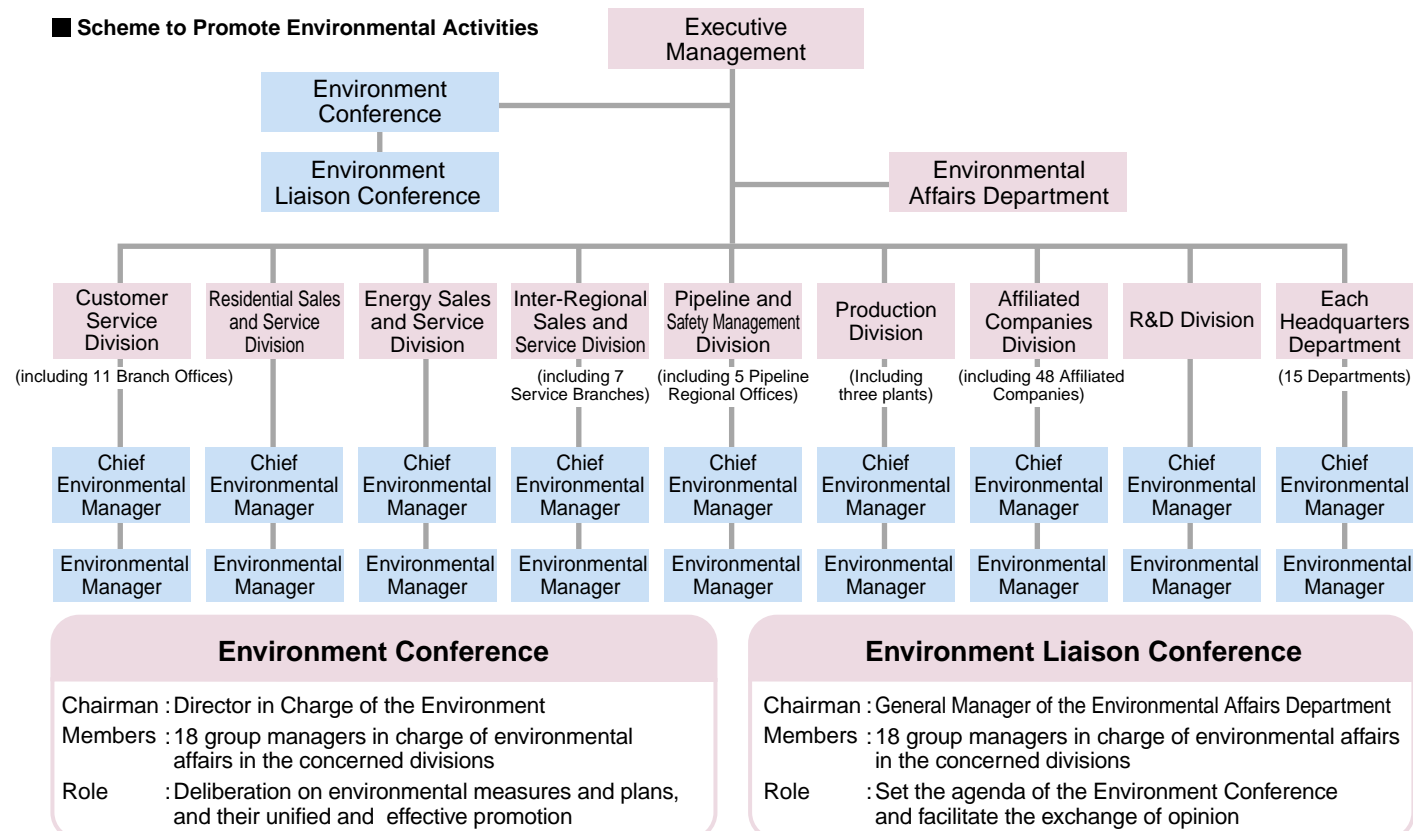 ■ Scheme to Promote Environmental Activities
Executive
Management
Environment
Conference
Environment
Liaison Conference
Environmental
Affairs Department
Customer
Service
Division
(including 11 Branch Offices)
Residential Sales
and Service
Division
Energy Sales
and Service
Division
Inter-Regional
Sales and
Service Division
(including 7
Service Branches)
Pipeline and
Safety Management
Division
(including 5 Pipeline
Regional Offices)
Production
Division
(Including
three plants)
Affiliated
Companies
Division
(including 48 Affiliated
Companies)
R&D Division
Each
Headquarters
Department
(15 Departments)
Chief
Environmental
Manager
Chief
Environmental
Manager
Chief
Environmental
Manager
Chief
Environmental
Manager
Chief
Environmental
Manager
Chief
Environmental
Manager
Chief
Environmental
Manager
Chief
Environmental
Manager
Chief
Environmental
Manager
Environmental
Manager
Environmental
Manager
Environmental
Manager
Environmental
Manager
Environmental
Manager
Environmental
Manager
Environmental
Manager
Environmental
Manager
Environmental
Manager
Environment Conference
Chairman : Director in Charge of the Environment
Members : 18 group managers in charge of environmental
affairs in the concerned divisions
Role : Deliberation on environmental measures and plans,
and their unified and effective promotion
Environment Liaison Conference
Chairman : General Manager of the Environmental Affairs Department
Members : 18 group managers in charge of environmental affairs
in the concerned divisions
Role : Set the agenda of the Environment Conference
and facilitate the exchange of opinion